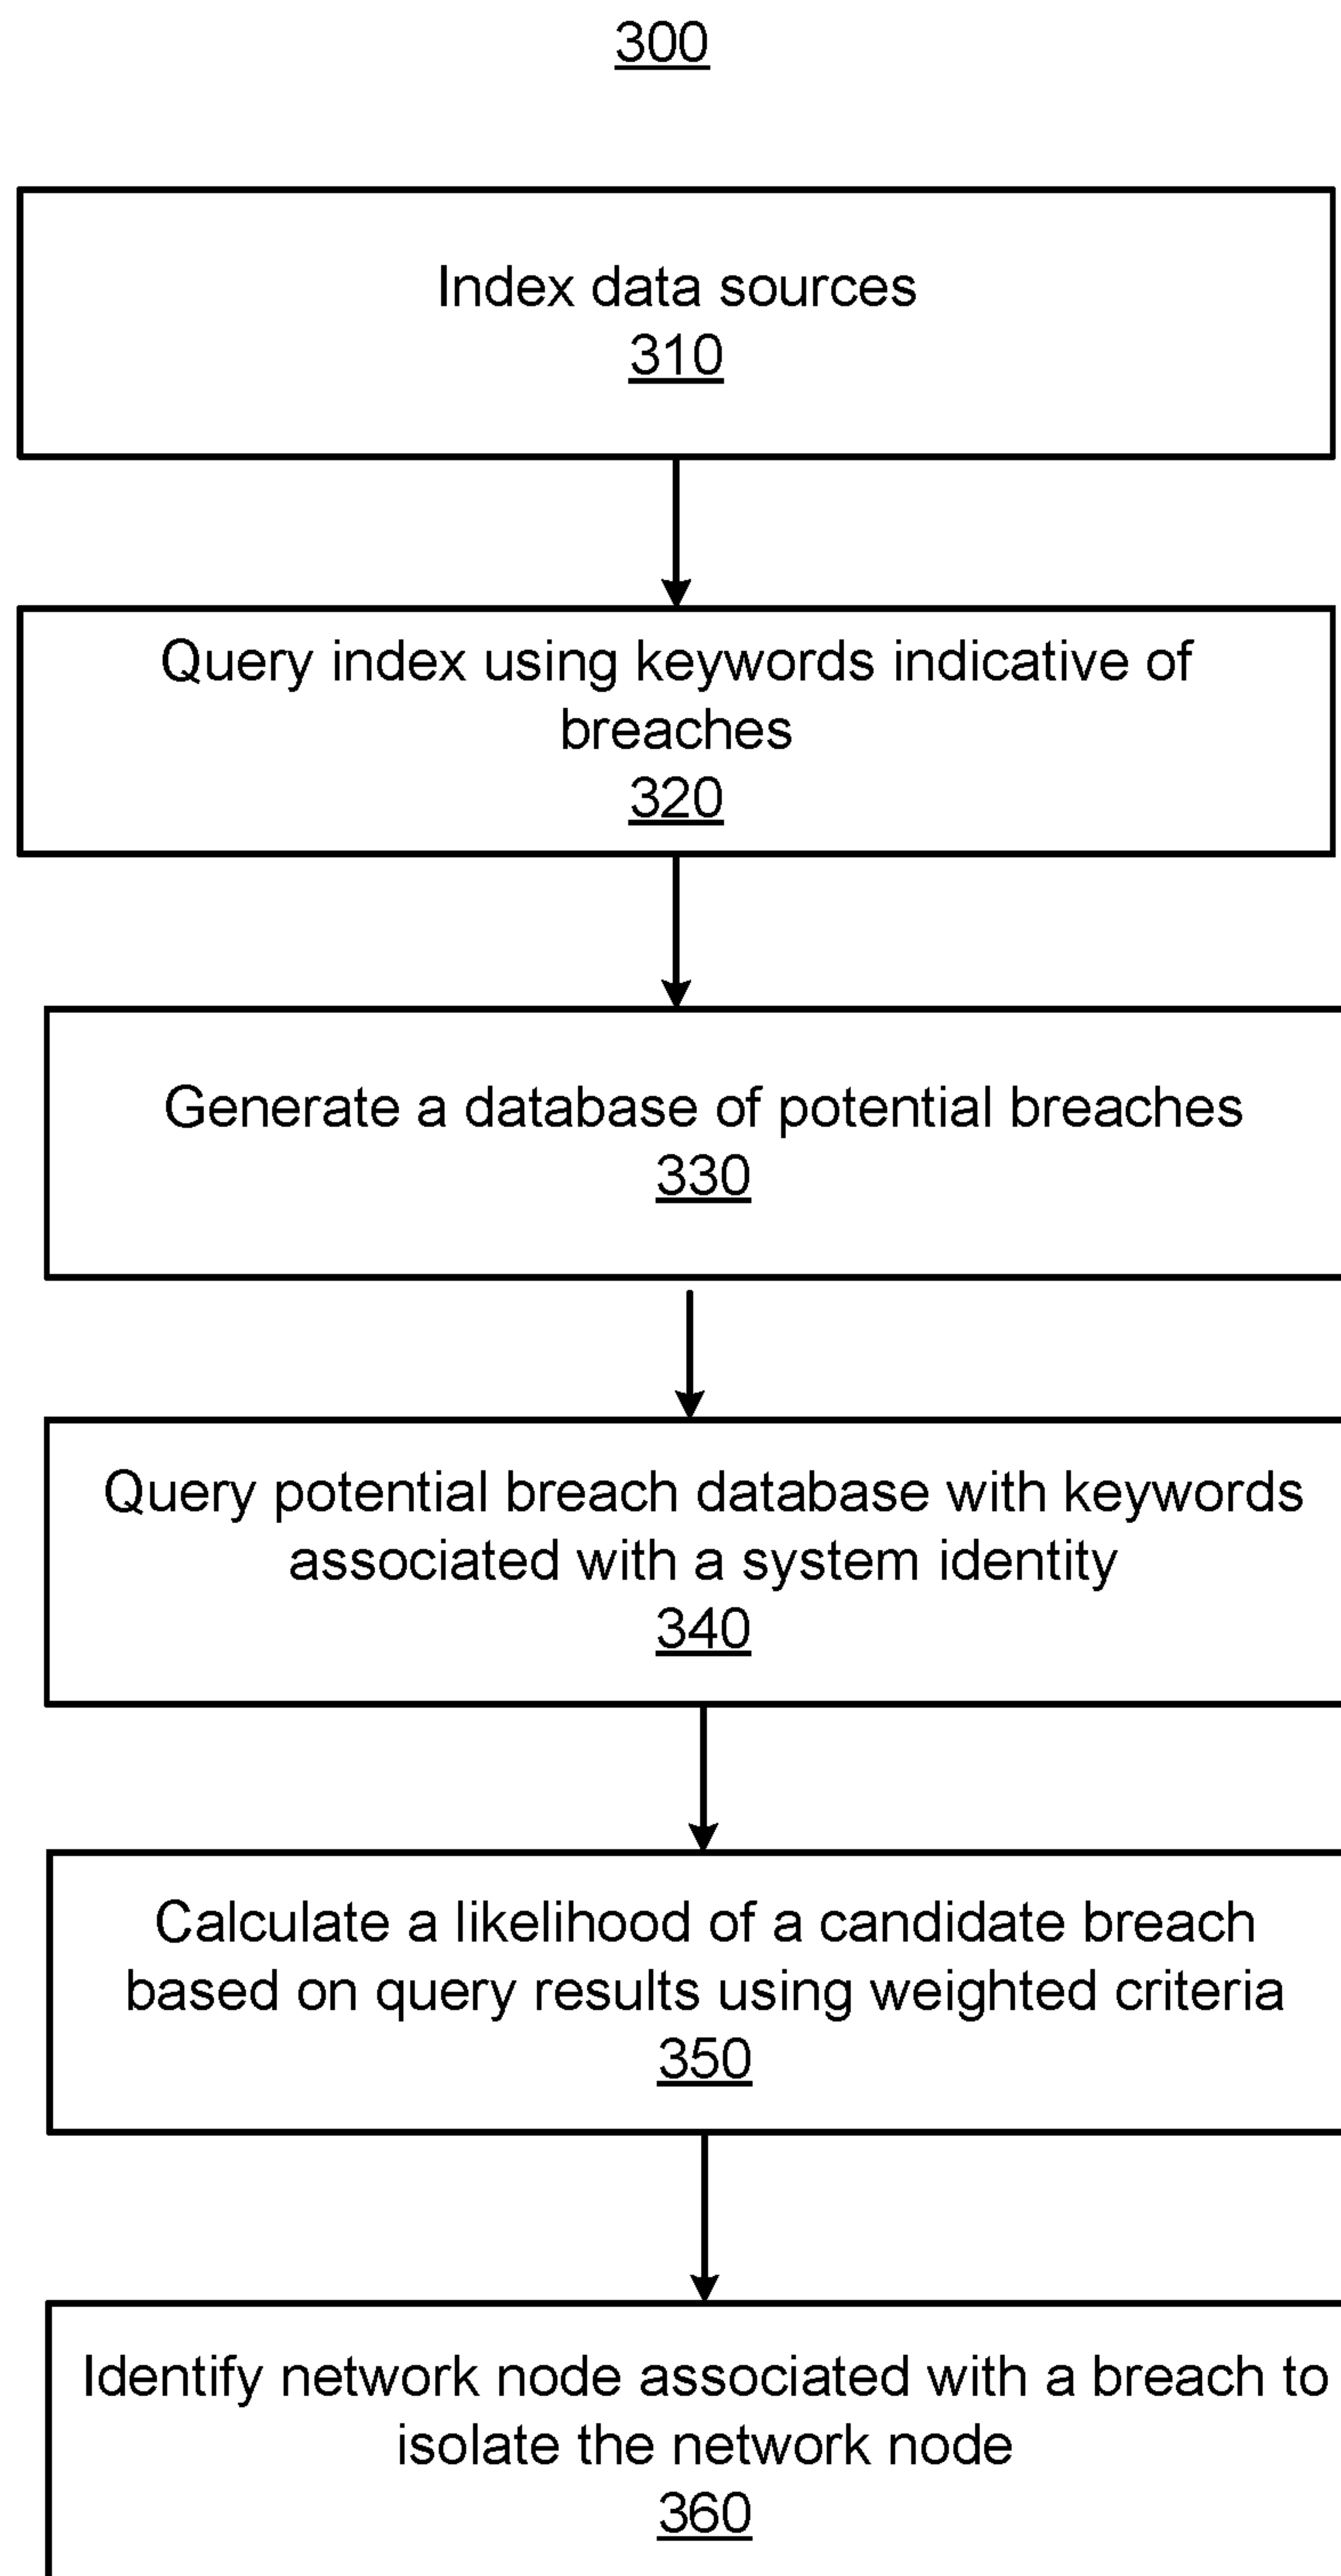 300
Index data sources
310
Query index using keywords indicative of
breaches
320
Generate a database of potential breaches
330
Query potential breach database with keywords
associated with a system identity
340
Calculate a likelihood of a candidate breach
based on query results using weighted criteria
350
Identify network node associated with a breach to
isolate the network node
360